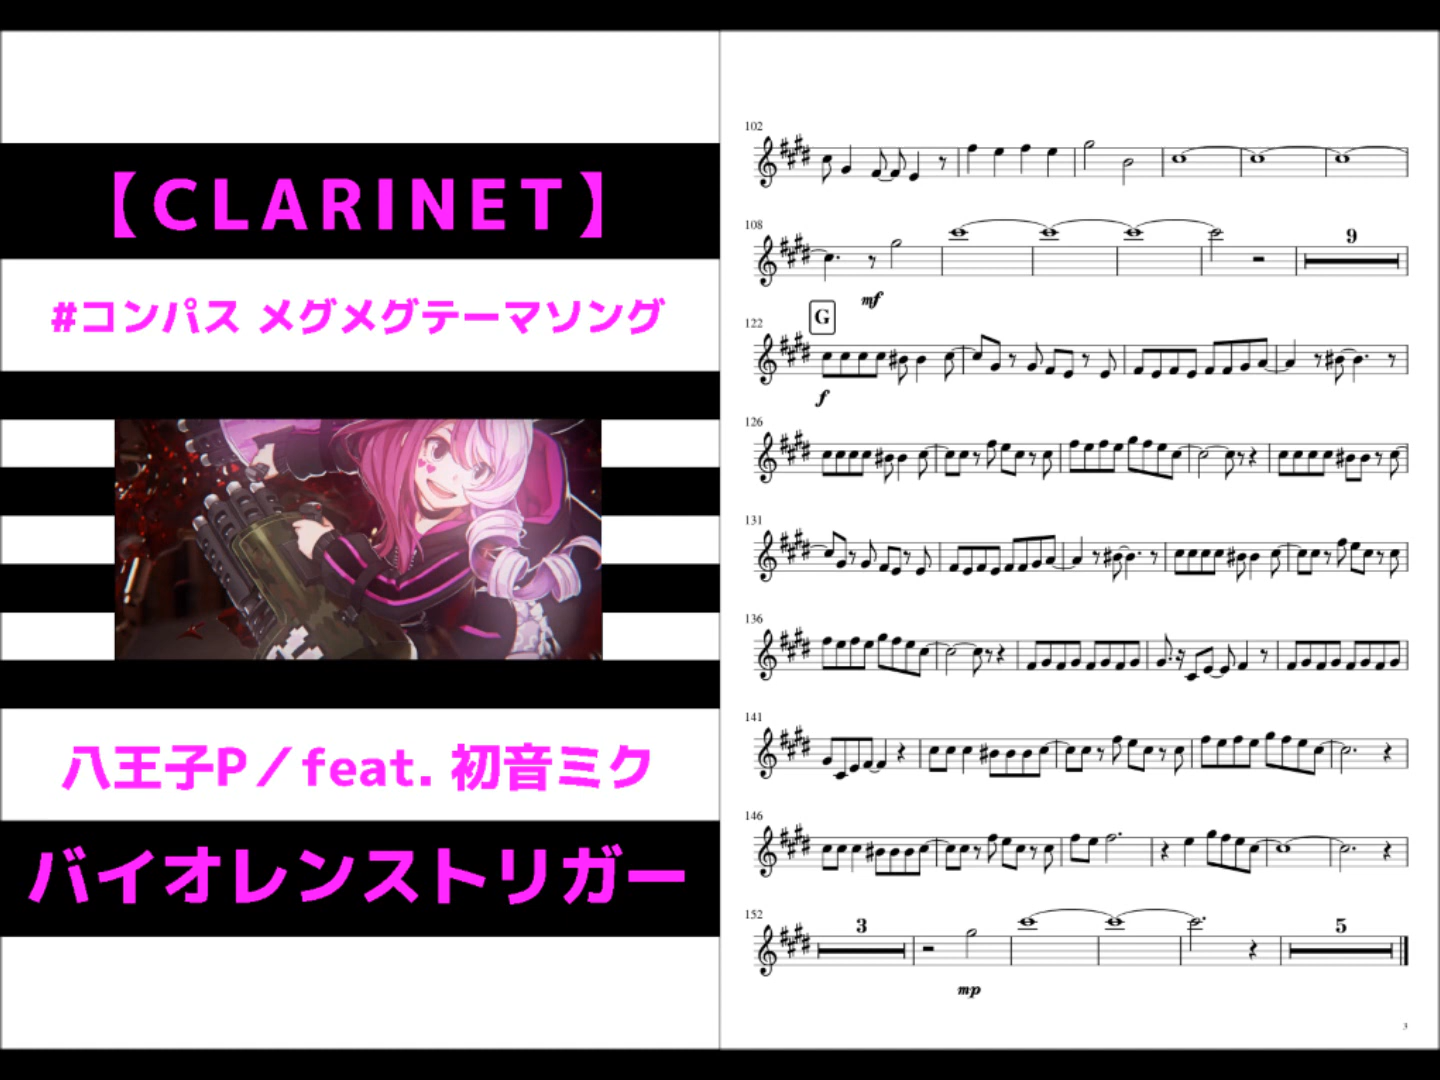 【CLARINET】
#コンパス メグメグテーマソング
八王子P／feat. 初音ミク
バイオレンストリガー
102
108
9
mf
G
122
f
126
131
136
141
146
152
3
5
mp
3